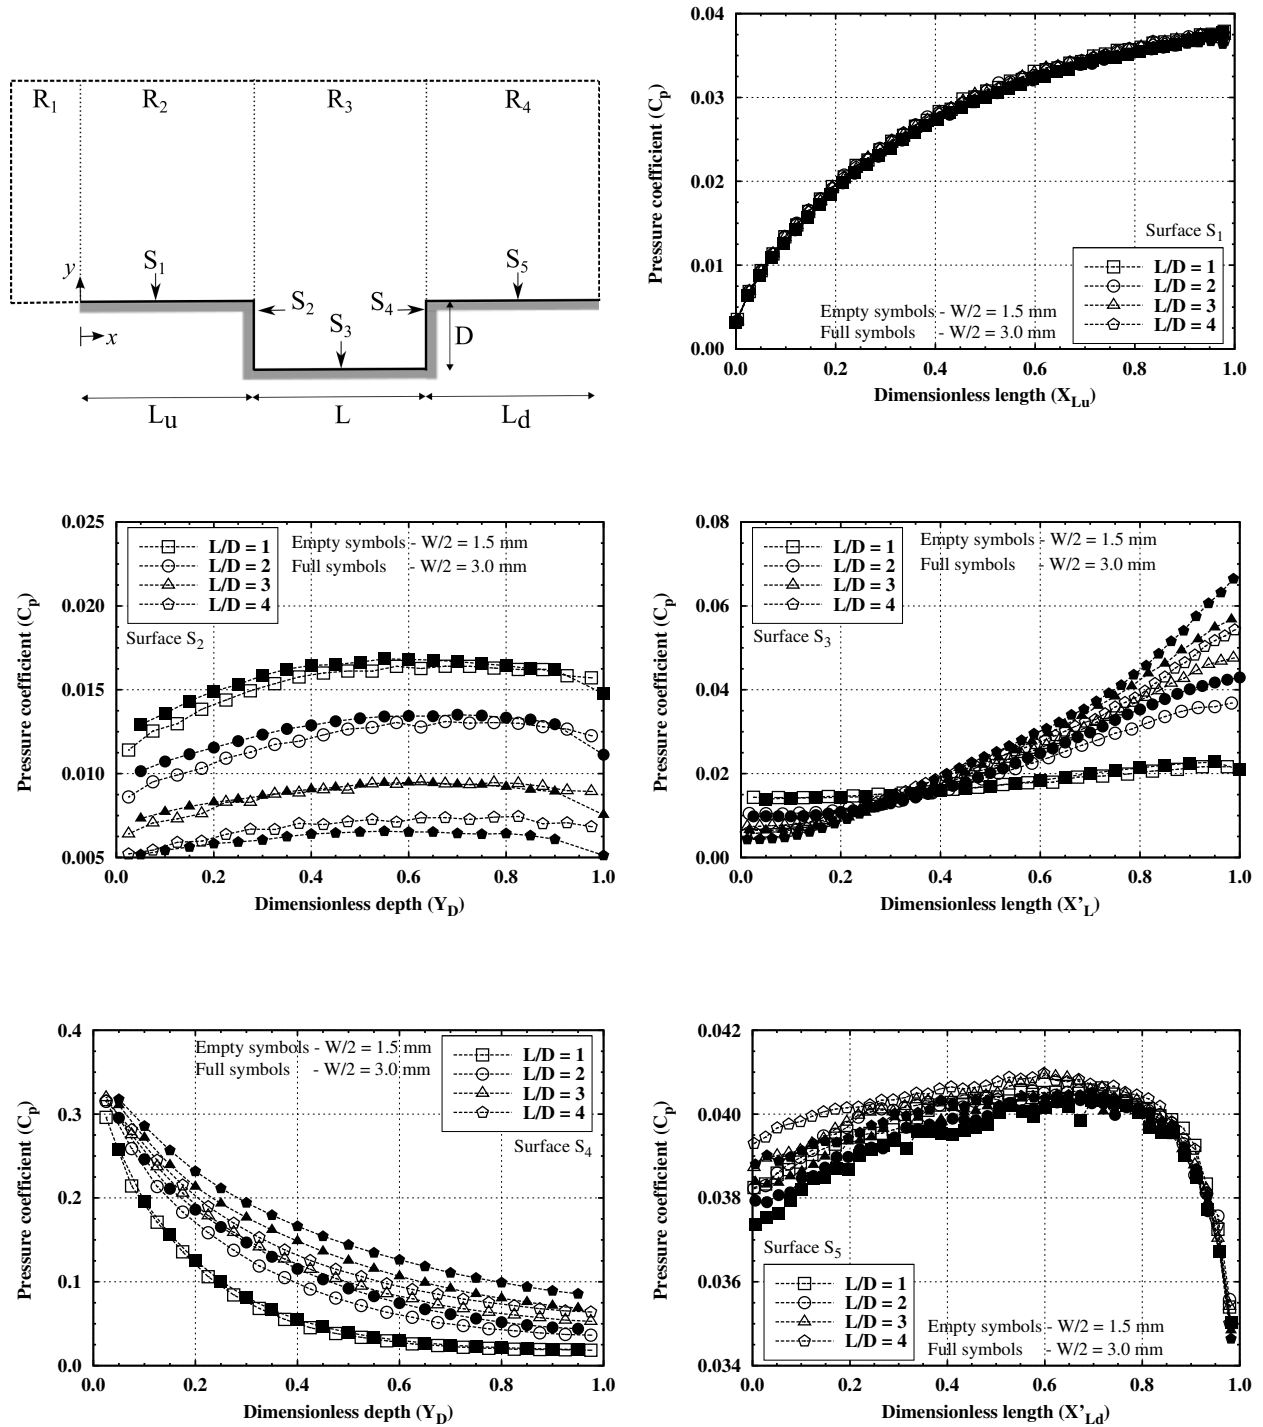 R1 R2 R3 R4
S1 S5
y
S2 S4
S3
x D
Lu L Ld
0.04
0.03
0.02
0.01
0.00
Pressure coefficient (Cp)
Surface S1
L/D = 1
L/D = 2
L/D = 3
L/D = 4
Empty symbols - W/2 = 1.5 mm
Full symbols - W/2 = 3.0 mm
0.0 0.2 0.4 0.6 0.8 1.0
Dimensionless length (XLu)
0.025
0.020
0.015
0.010
0.005
Pressure coefficient (Cp)
L/D = 1
L/D = 2
L/D = 3
L/D = 4
Empty symbols - W/2 = 1.5 mm
Full symbols - W/2 = 3.0 mm
Surface S2
0.0 0.2 0.4 0.6 0.8 1.0
Dimensionless depth (YD)
0.08
0.06
0.04
0.02
0.00
Pressure coefficient (Cp)
L/D = 1
L/D = 2
L/D = 3
L/D = 4
Empty symbols - W/2 = 1.5 mm
Full symbols - W/2 = 3.0 mm
Surface S3
0.0 0.2 0.4 0.6 0.8 1.0
Dimensionless length (X’L)
0.4
0.3
0.2
0.1
0.0
Pressure coefficient (Cp)
Empty symbols - W/2 = 1.5 mm
Full symbols - W/2 = 3.0 mm
L/D = 1
L/D = 2
L/D = 3
L/D = 4
Surface S4
0.0 0.2 0.4 0.6 0.8 1.0
Dimensionless depth (YD)
0.042
0.040
0.038
0.036
0.034
Pressure coefficient (Cp)
Surface S5
L/D = 1
L/D = 2
L/D = 3
L/D = 4
Empty symbols - W/2 = 1.5 mm
Full symbols - W/2 = 3.0 mm
0.0 0.2 0.4 0.6 0.8 1.0
Dimensionless length (X’Ld)